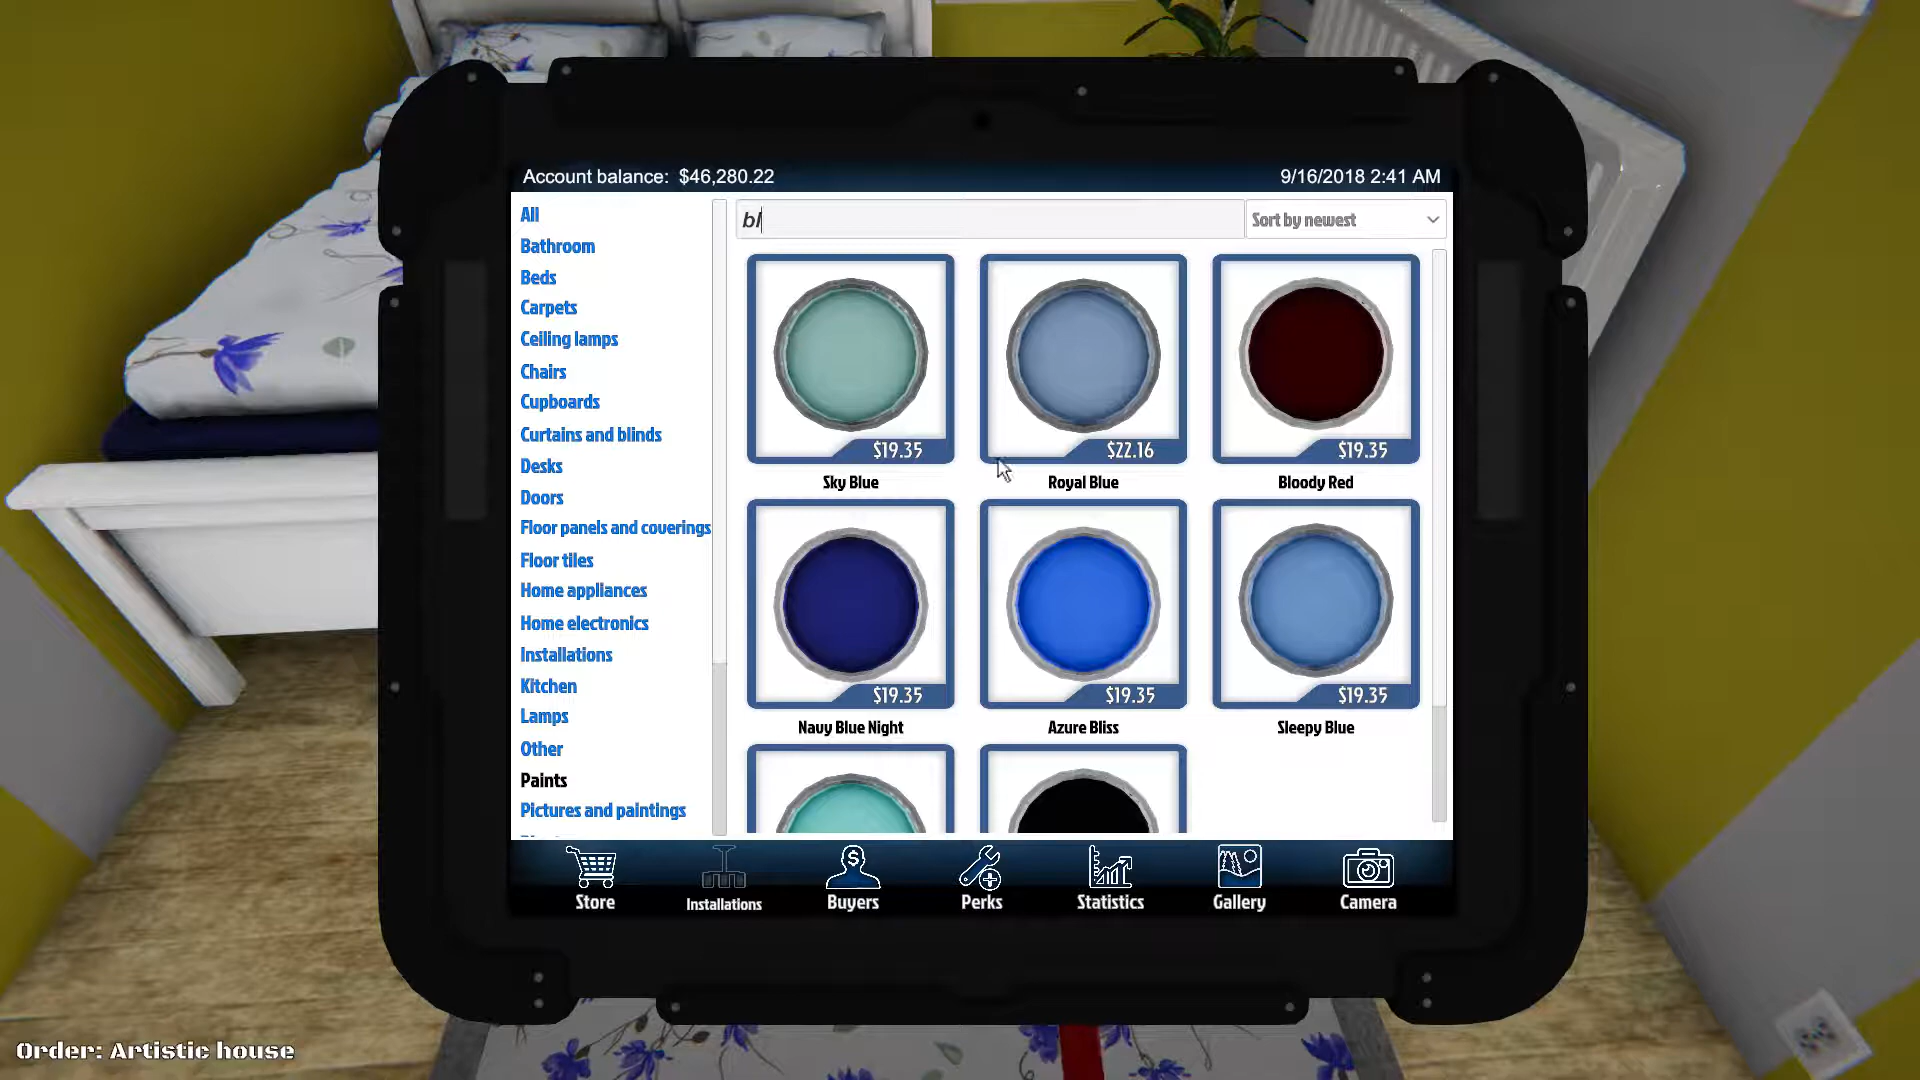 Account balance: $46,280.22
9/16/2018 2:41 AM
All
Bathroom
Beds
Carpets
Ceiling lamps
Chairs
Cupboards
Curtains and blinds
Desks
Doors
Floor panels and coverings
Floor tiles
Home appliances
Home electronics
Installations
Kitchen
Lamps
Other
Paints
Pictures and paintings
bl
Sort by newest
$19.35
$22.16
$19.35
Sky Blue
Royal Blue
Bloody Red
$19.35
$19.35
$19.35
Navy Blue Night
Azure Bliss
Sleepy Blue
Store
Installations
Buyers
Perks
Statistics
Gallery
Camera
Order: Artistic house